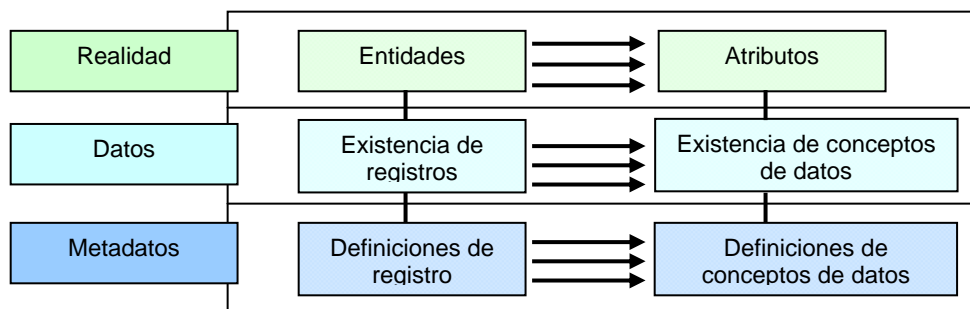 Realidad
Entidades
Atributos
Datos
Existencia de
registros
Existencia de conceptos
de datos
Metadatos
Definiciones de
registro
Definiciones de
conceptos de datos